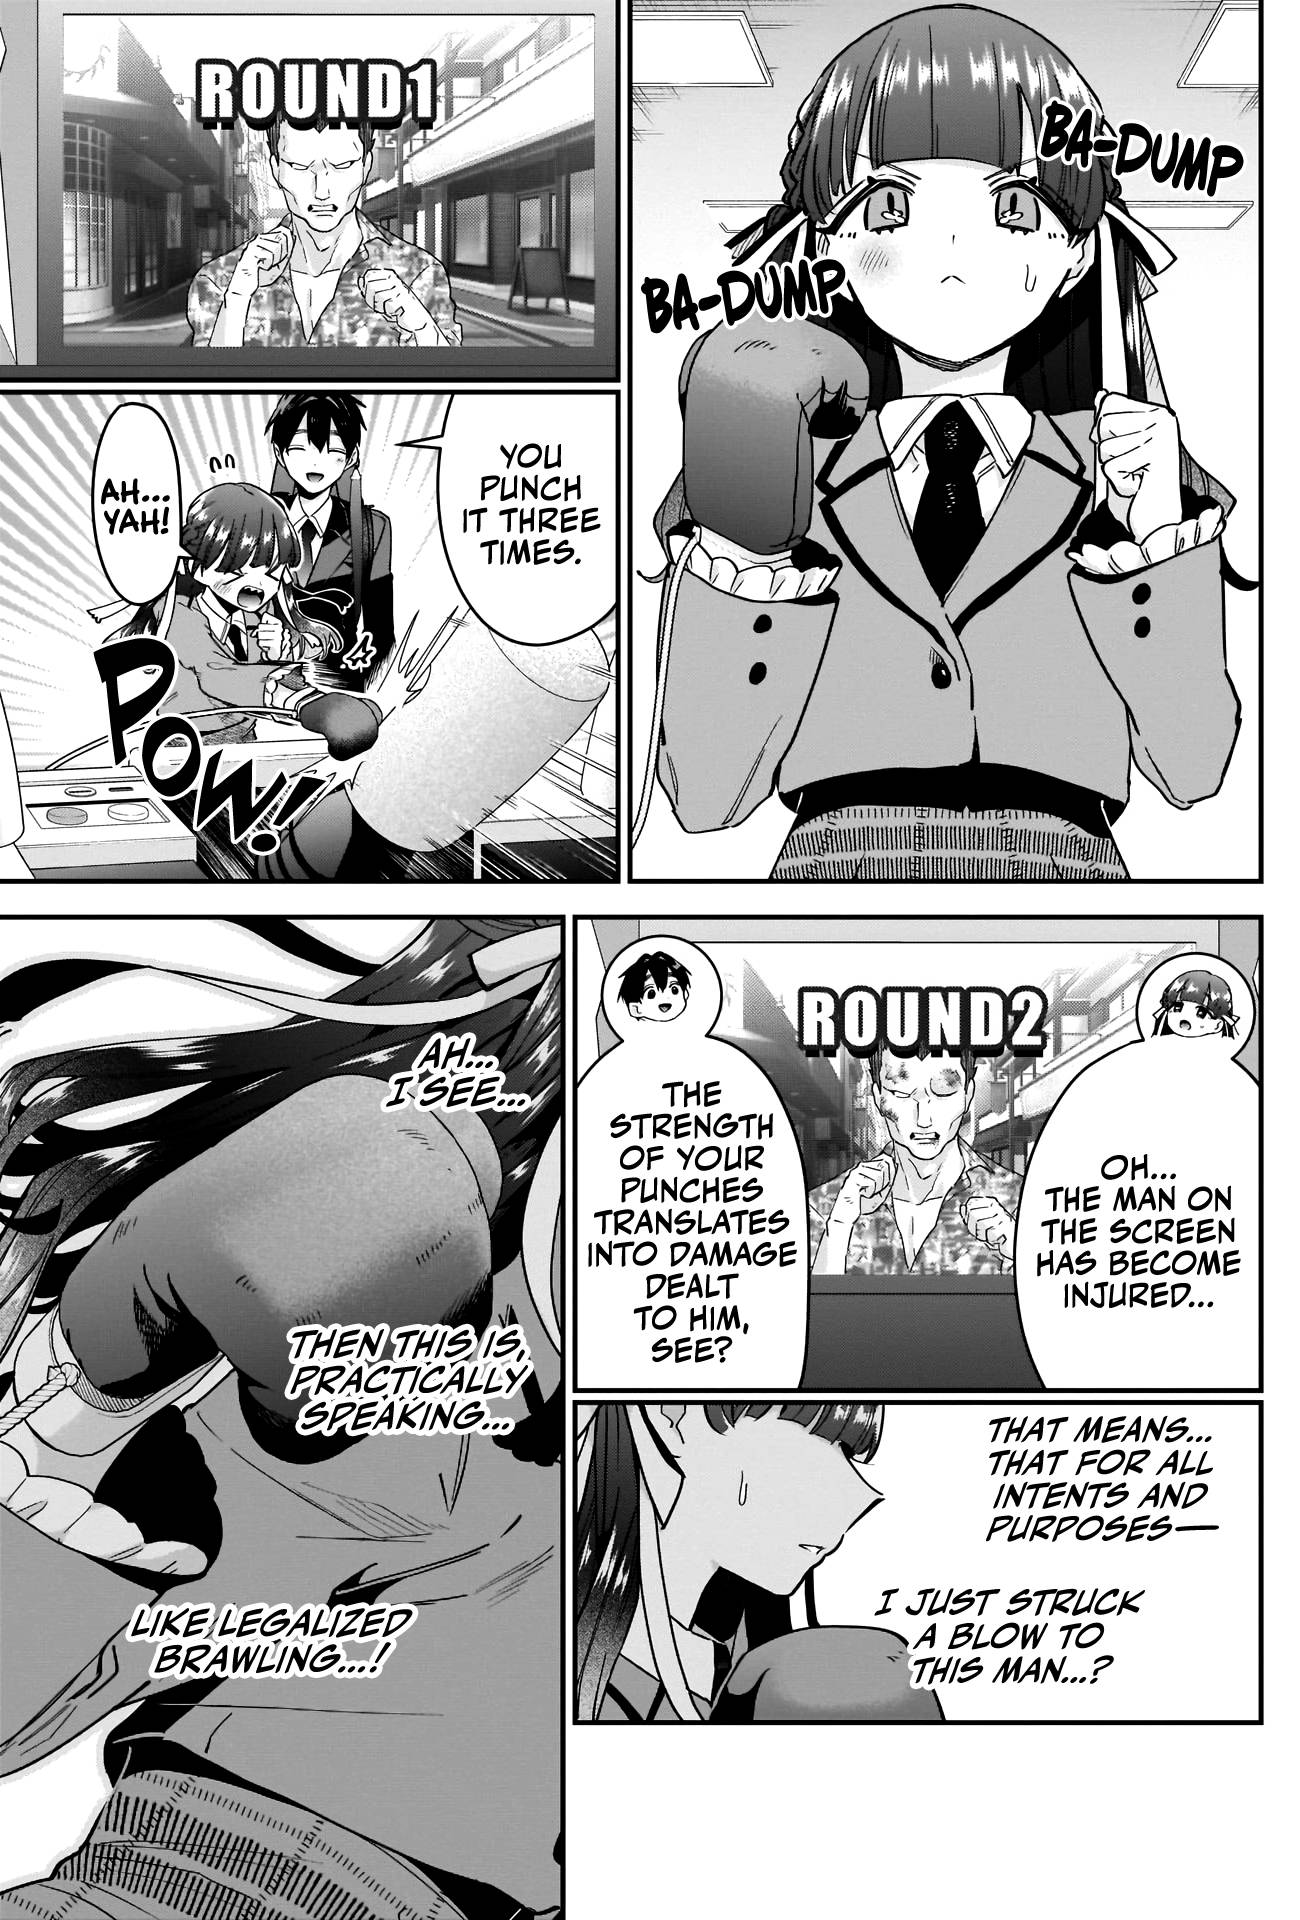 BA-DUMP
BA-DUMP
ROUND1
YOU
PUNCH
IT THREE
TIMES.
AH...
YAH!
POW!
ROUND2
OH...
THE MAN ON
THE SCREEN
HAS BECOME
INJURED...
THE
STRENGTH
OF YOUR
PUNCHES
TRANSLATES
INTO DAMAGE
DEALT
TO HIM,
SEE?
THAT MEANS...
THAT FOR ALL
INTENTS AND
PURPOSES—
I JUST STRUCK
A BLOW TO
THIS MAN...?
AH...
I SEE...
THEN THIS IS,
PRACTICALLY
SPEAKING...
LIKE LEGALIZED
BRAWLING...!